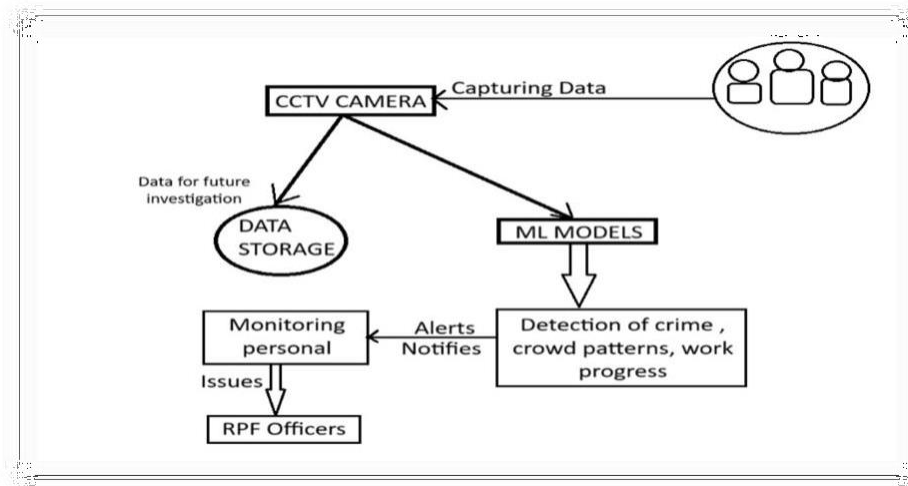 Capturing Data
CCTV CAMERA
Data for future
investigation
DATA
STORAGE
ML MODELS
Monitoring
personal
Alerts
Notifies
Detection of crime ,
crowd patterns, work
progress
Issues
RPF Officers